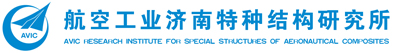 AVIC
航空工业济南特种结构研究所
AVIC RESEARCH INSTITUTE FOR SPECIAL STRUCTURES OF AERONAUTICAL COMPOSITES